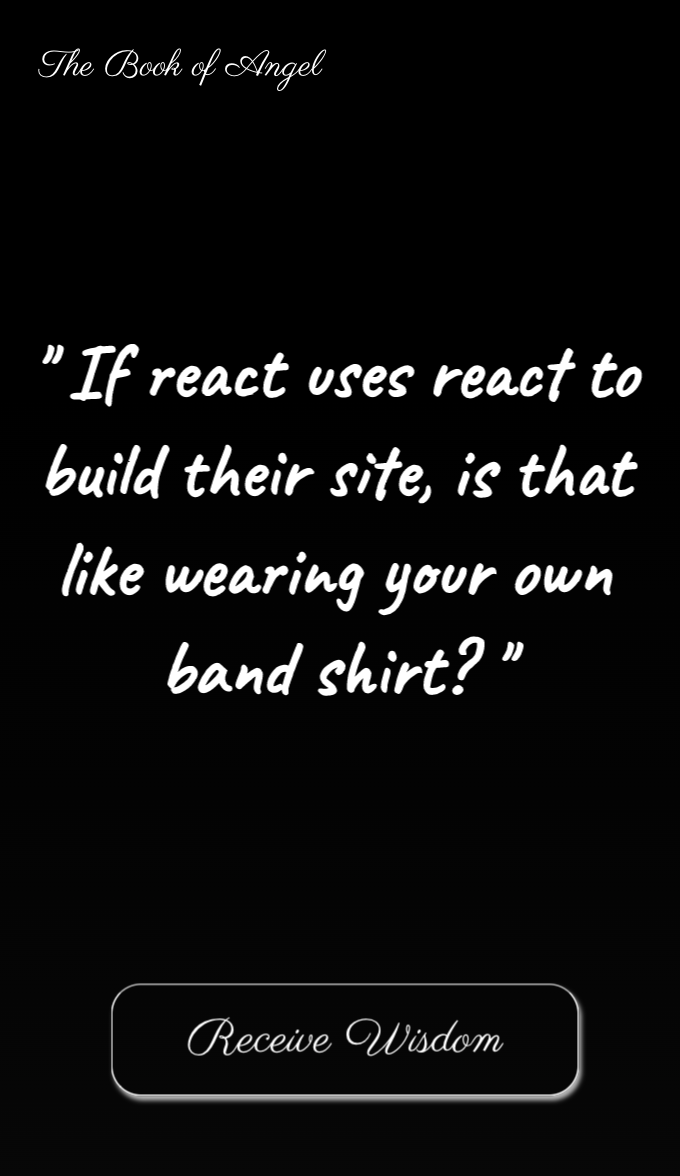 The Book of Angel
" If react uses react to
build their site, is that
like wearing your own
band shirt? "
Receive Wisdom